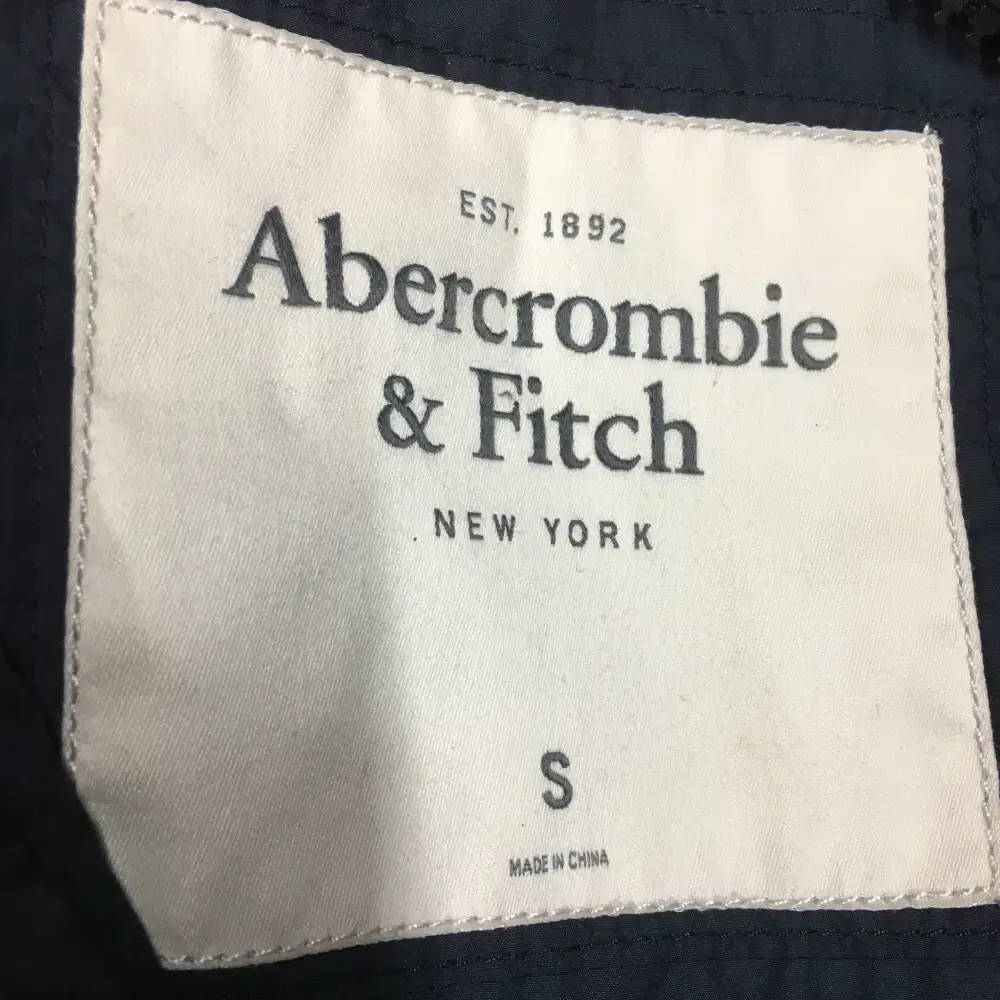 EST. 1892
Abercrombie
& Fitch
NEW YORK
S
MADE IN CHINA